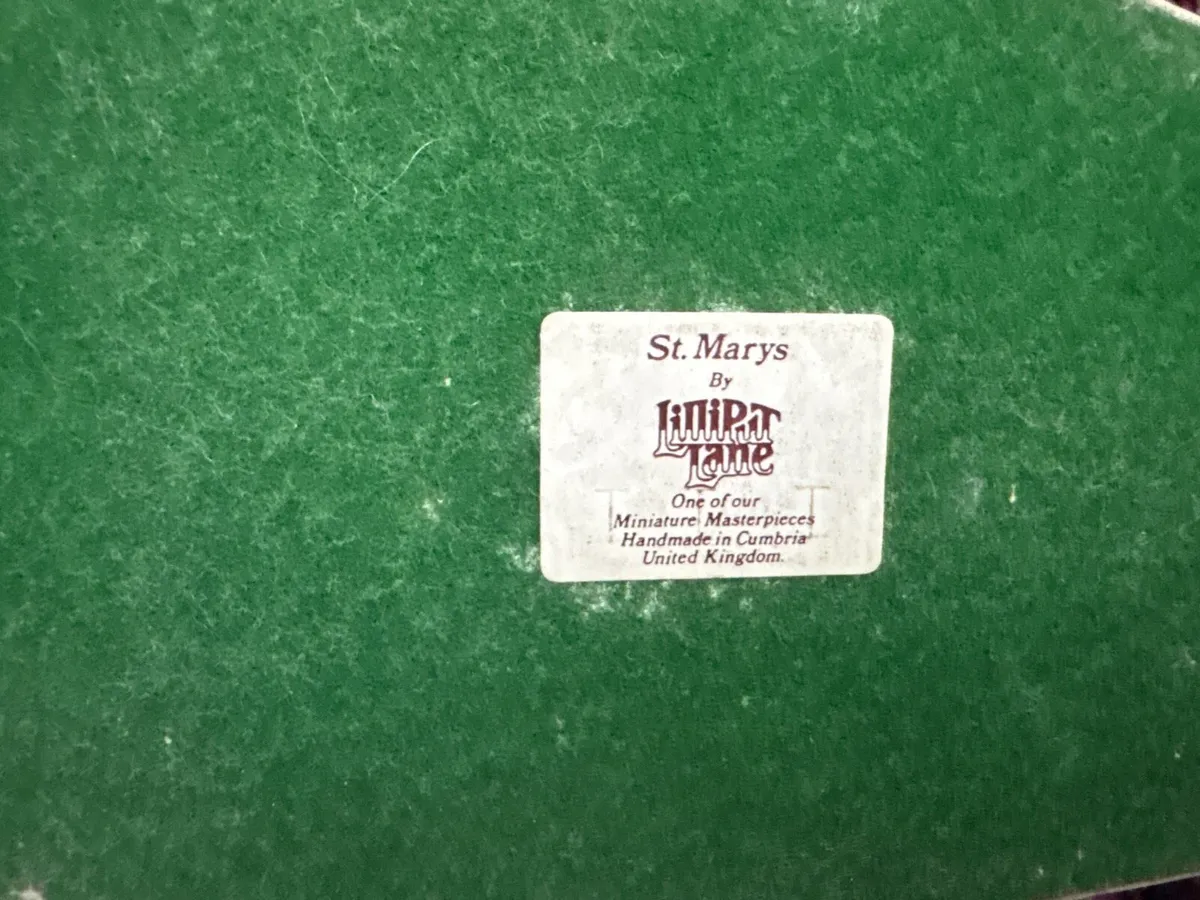 St. Marys
By
Lilliput
Lane
One of our
Miniature Masterpieces
Handmade in Cumbria
United Kingdom.